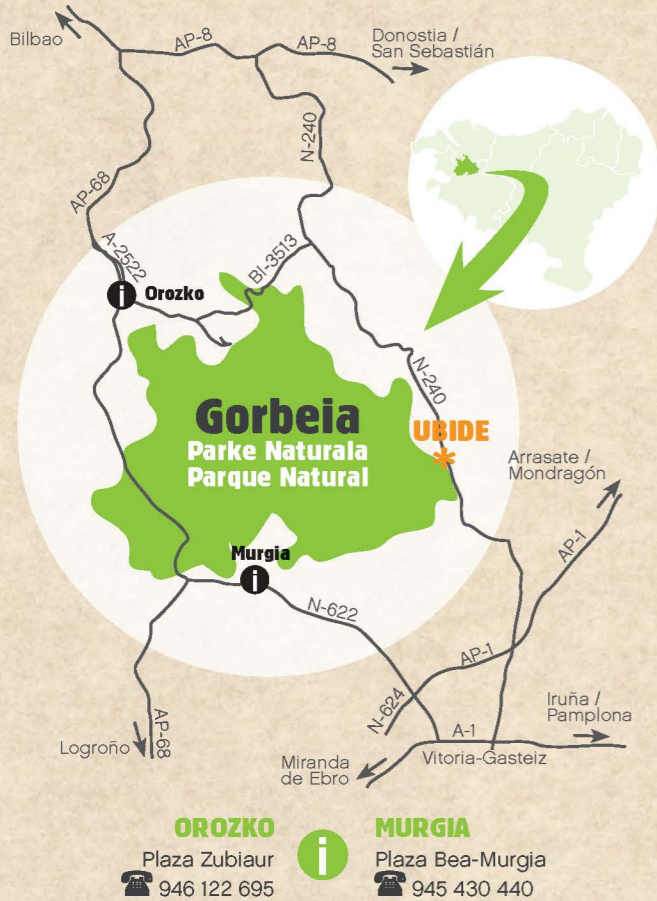 Bilbao
AP-8
AP-8
Donostia /
San Sebastián
N-240
AP-68
A-2522
BI-3513
i Orozko
N-240
Gorbeia
Parke Naturala
Parque Natural
UBIDE
*
Arrasate /
Mondragón
Murgia
i
AP-1
N-622
AP-1
N-624
Iruña /
Pamplona
AP-68
A-1
Logroño
Vitoria-Gasteiz
Miranda
de Ebro
OROZKO
Plaza Zubiaur
☎ 946 122 695
i
MURGIA
Plaza Bea-Murgia
☎ 945 430 440